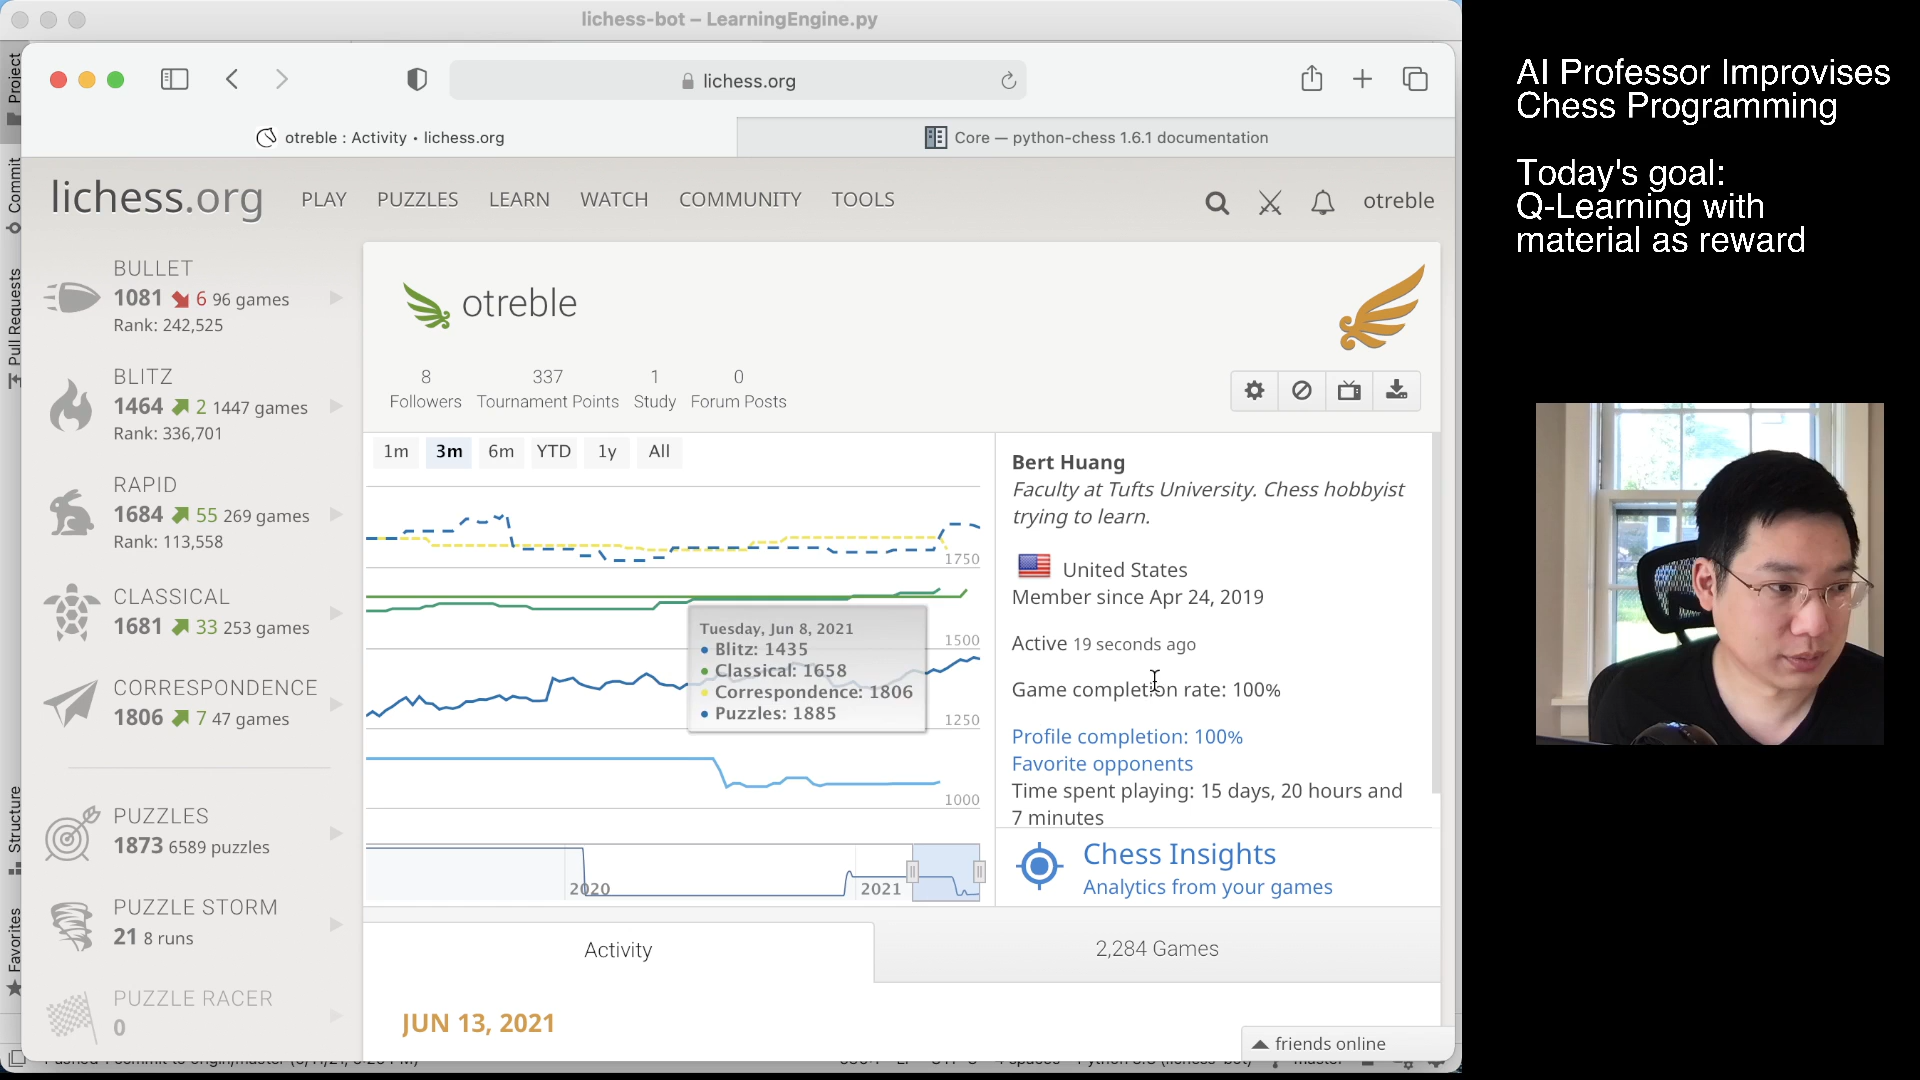 lichess-bot – LearningEngine.py
lichess.org
otreble : Activity • lichess.org
Core — python-chess 1.6.1 documentation
Project
Commit
Pull Requests
Structure
Favorites
lichess.org
PLAY
PUZZLES
LEARN
WATCH
COMMUNITY
TOOLS
otreble
BULLET
1081 6 96 games
Rank: 242,525
BLITZ
1464 2 1447 games
Rank: 336,701
RAPID
1684 55 269 games
Rank: 113,558
CLASSICAL
1681 33 253 games
CORRESPONDENCE
1806 7 47 games
PUZZLES
1873 6589 puzzles
PUZZLE STORM
21 8 runs
PUZZLE RACER
0
otreble
8
Followers
337
Tournament Points
1
Study
0
Forum Posts
1m
3m
6m
YTD
1y
All
1750
1500
1250
1000
Tuesday, Jun 8, 2021
Blitz: 1435
Classical: 1658
Correspondence: 1806
Puzzles: 1885
2020
2021
Bert Huang
Faculty at Tufts University. Chess hobbyist
trying to learn.
United States
Member since Apr 24, 2019
Active 19 seconds ago
Game completion rate: 100%
Profile completion: 100%
Favorite opponents
Time spent playing: 15 days, 20 hours and
7 minutes
Chess Insights
Analytics from your games
Activity
2,284 Games
JUN 13, 2021
friends online
AI Professor Improvises
Chess Programming
Today's goal:
Q-Learning with
material as reward